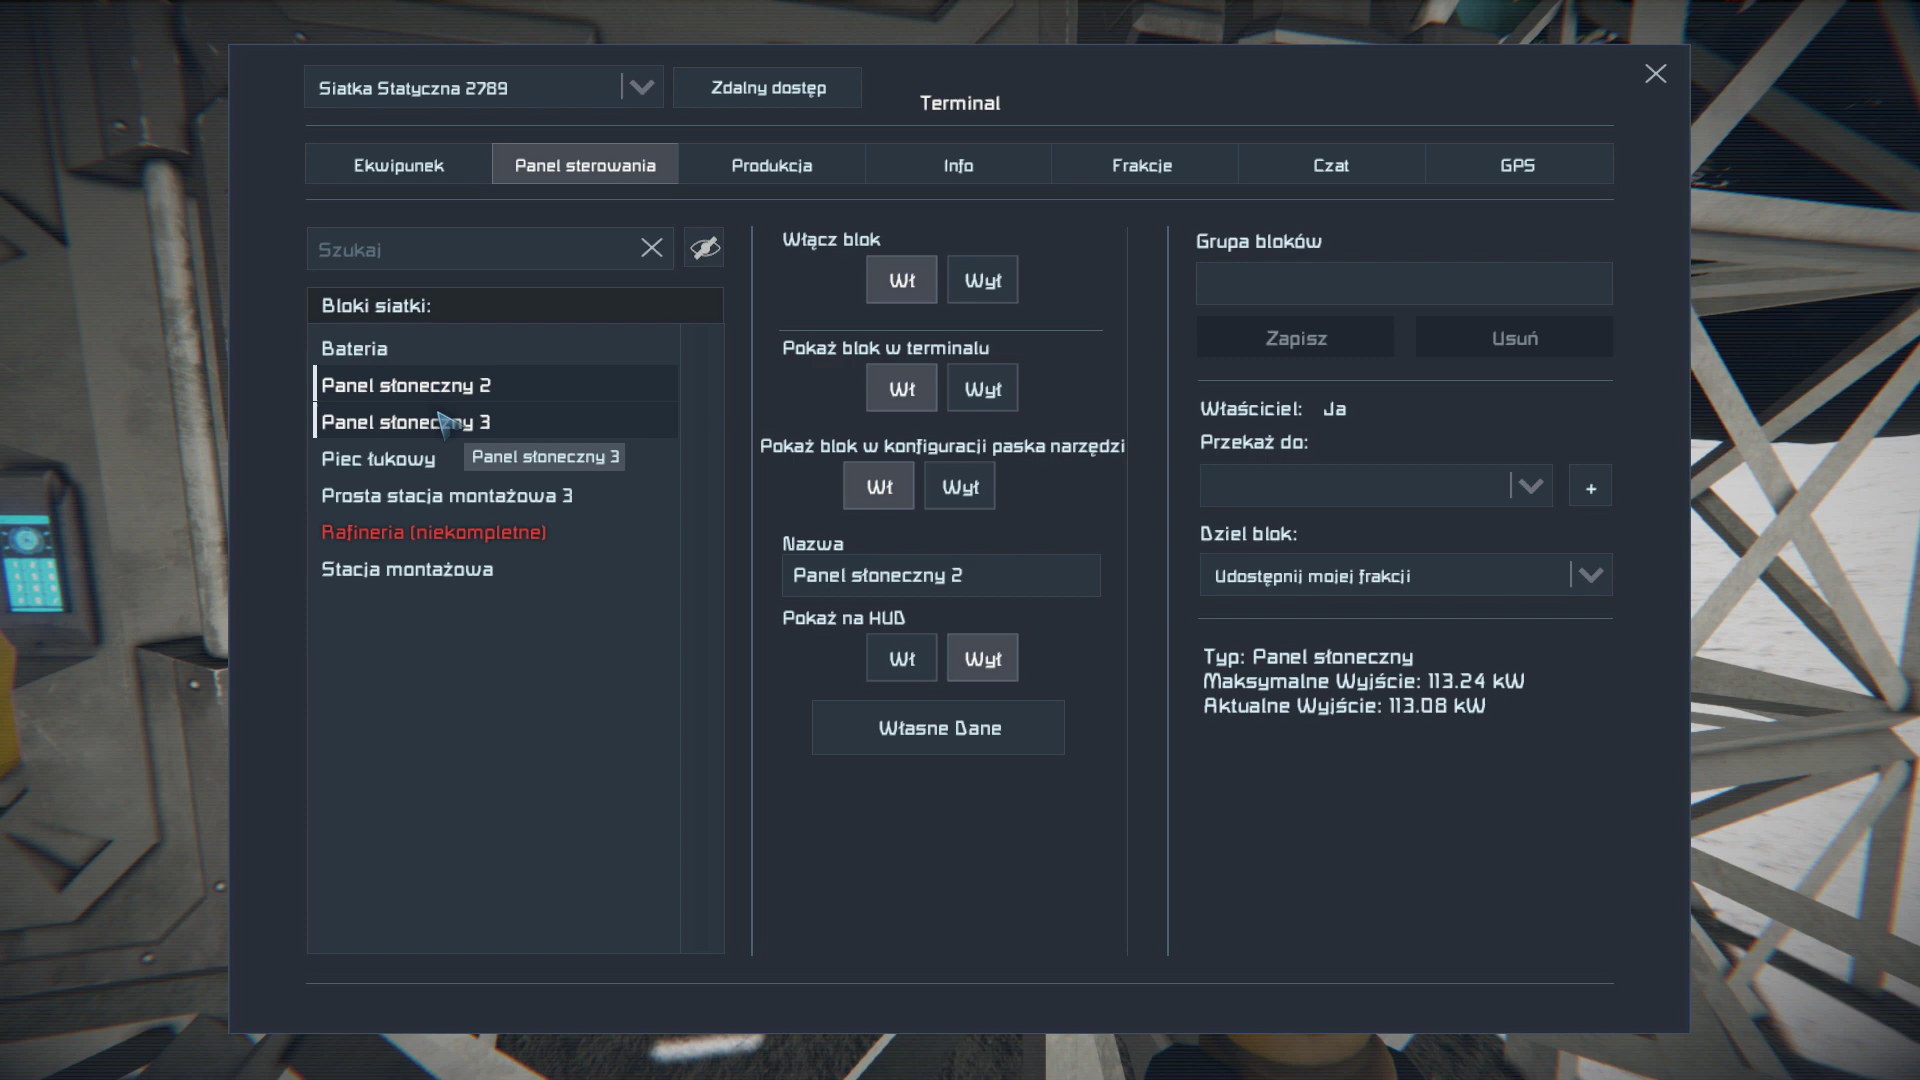 Siatka Statyczna 2789
Zdalny dostęp
Terminal
Ekwipunek
Panel sterowania
Produkcja
Info
Frakcje
Czat
GPS
Szukaj
Bloki siatki:
Bateria
Panel słoneczny 2
Panel słoneczny 3
Piec łukowy
Panel słoneczny 3
Prosta stacja montażowa 3
Rafineria (niekompletne)
Stacja montażowa
Włącz blok
Wł
Wył
Pokaż blok w terminalu
Wł
Wył
Pokaż blok w konfiguracji paska narzędzi
Wł
Wył
Nazwa
Panel słoneczny 2
Pokaż na HUD
Wł
Wył
Własne Dane
Grupa bloków
Zapisz
Usuń
Właściciel: Ja
Przekaż do:
+
Dziel blok:
Udostępnij mojej frakcji
Typ: Panel słoneczny
Maksymalne Wyjście: 113.24 kW
Aktualne Wyjście: 113.08 kW